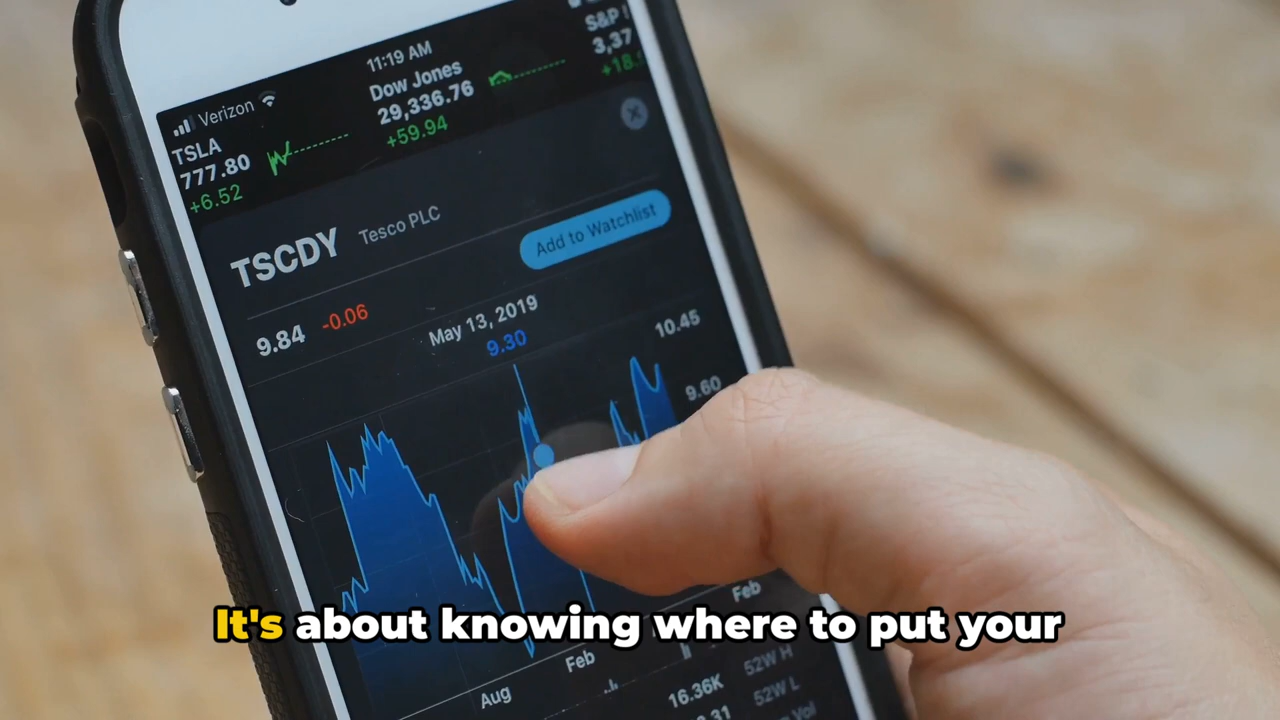 11:19 AM
Verizon
TSLA
777.80
+6.52
Dow Jones
29,336.76
+59.94
S&P
3,37
+18.
TSCDY Tesco PLC
Add to Watchlist
9.84 -0.06
May 13, 2019
9.30
10.45
9.60
Aug
Feb
Feb
16.36K
52W H
52W L
Vol
It's about knowing where to put your